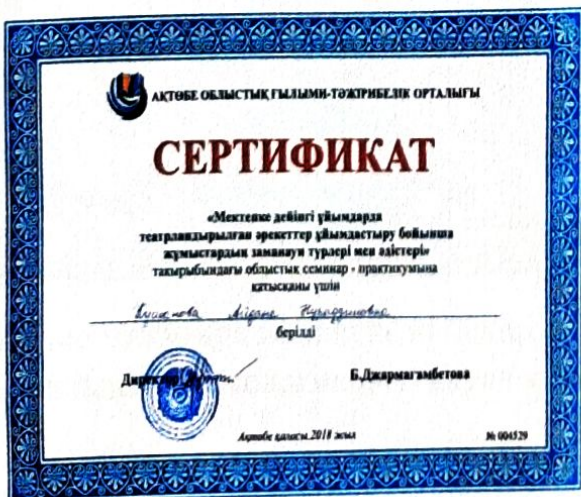 АҚТӨБЕ ОБЛЫСТЫҚ ҒЫЛЫМИ-ТӘЖІРИБЕЛІК ОРТАЛЫҒЫ
СЕРТИФИКАТ
«Мектепке дейінгі ұйымдарда
театрландырылған әрекеттер ұйымдастыру бойынша
жұмыстардың заманауи түрлері мен әдістері»
тақырыбындағы облыстық семинар - практикумына
қатысқаны үшін
берілді
Директор Б.Джармагамбетова
Ақтөбе қаласы, 2018 жыл № 004529